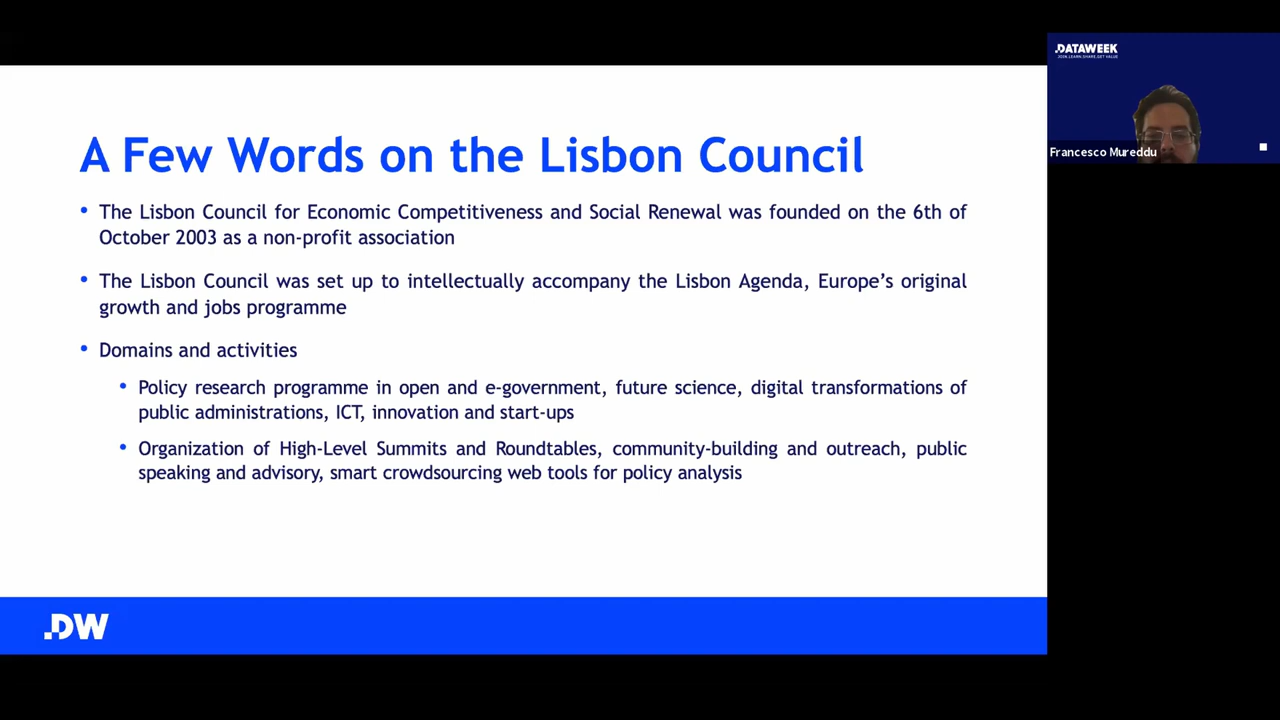 A Few Words on the Lisbon Council
• The Lisbon Council for Economic Competitiveness and Social Renewal was founded on the 6th of
October 2003 as a non-profit association
• The Lisbon Council was set up to intellectually accompany the Lisbon Agenda, Europe's original
growth and jobs programme
• Domains and activities
• Policy research programme in open and e-government, future science, digital transformations of
public administrations, ICT, innovation and start-ups
• Organization of High-Level Summits and Roundtables, community-building and outreach, public
speaking and advisory, smart crowdsourcing web tools for policy analysis
.DW
.DATAWEEK
JOIN, LEARN, SHARE, GET VALUE
Francesco Mureddu